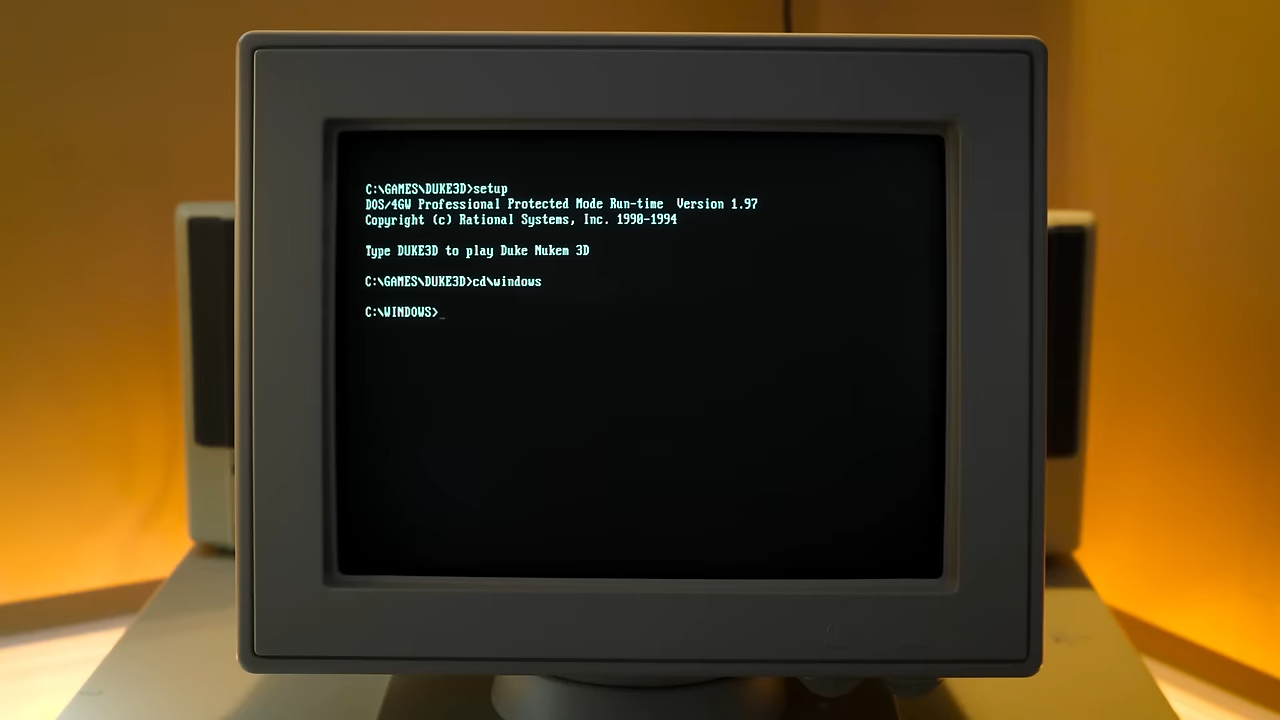 C:\GAMES\DUKE3D>setup
DOS/4GW Professional Protected Mode Run-time  Version 1.97
Copyright (c) Rational Systems, Inc. 1990-1994
Type DUKE3D to play Duke Nukem 3D
C:\GAMES\DUKE3D>cd\windows
C:\WINDOWS>_